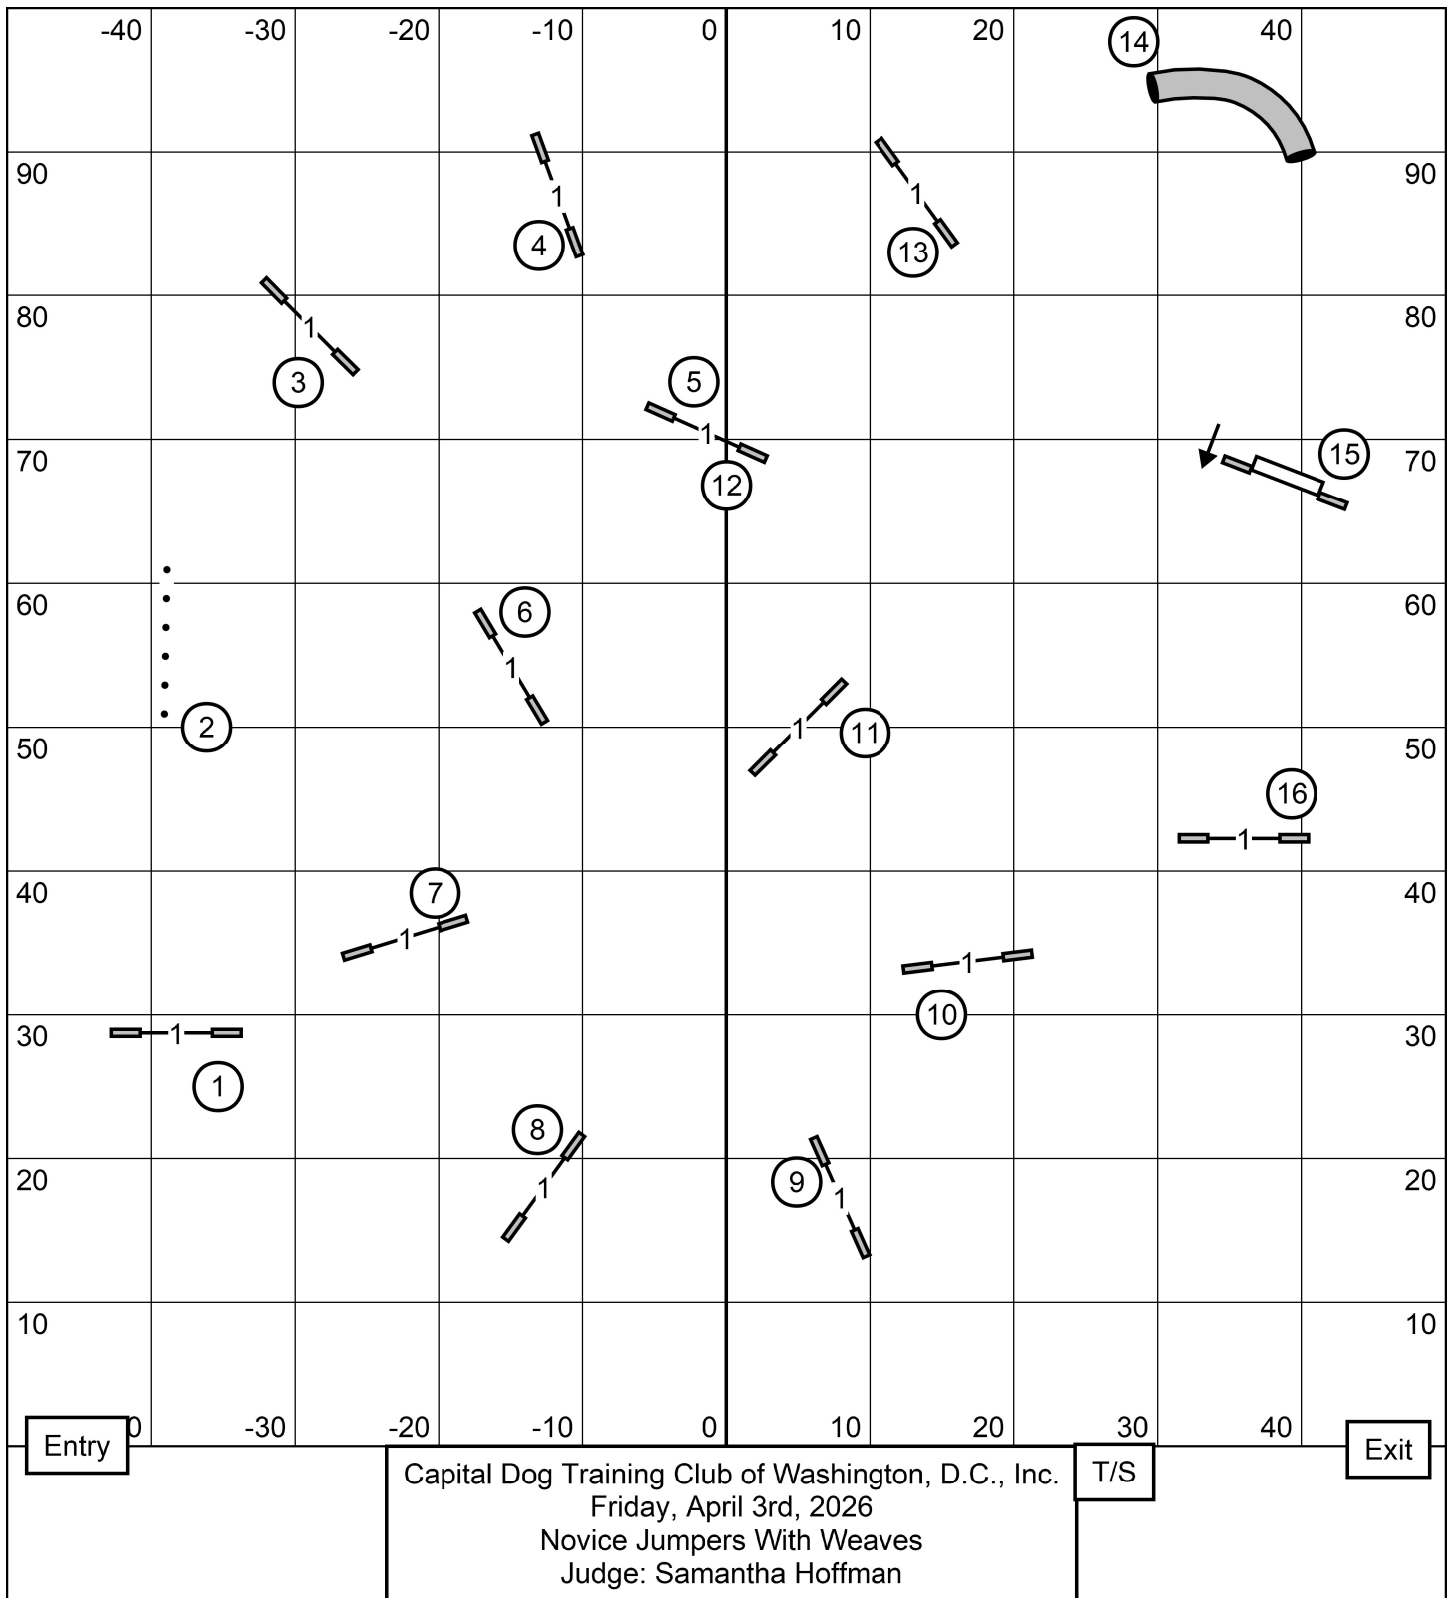 -40 -30 -20 -10 0 10 20 40
14
90 4 1 13 1 90
80 3 1 5 80
70 1 12 15 70
60 6 1 60
50 2 1 11 50
16
1
40 7 40
1 1
30 1 10 30
1
8
20 1 9 1 20
10 10
0 -30 -20 -10 0 10 20 30 40
Entry Exit
Capital Dog Training Club of Washington, D.C., Inc. T/S
Friday, April 3rd, 2026
Novice Jumpers With Weaves
Judge: Samantha Hoffman